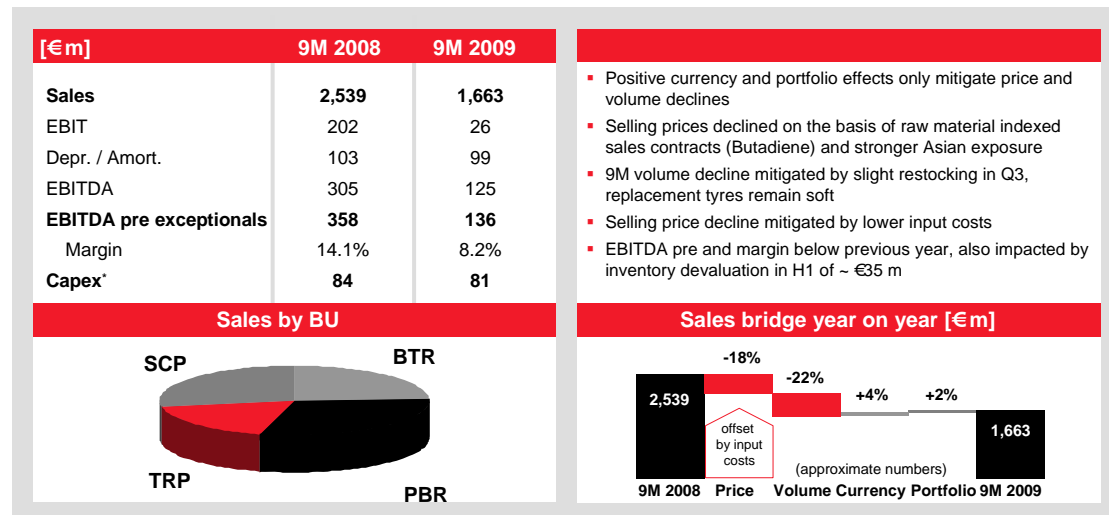 [€m] 9M 2008 9M 2009
Sales 2,539 1,663
EBIT 202 26
Depr. / Amort. 103 99
EBITDA 305 125
EBITDA pre exceptionals 358 136
Margin 14.1% 8.2%
Capex* 84 81
▪ Positive currency and portfolio effects only mitigate price and
volume declines
▪ Selling prices declined on the basis of raw material indexed
sales contracts (Butadiene) and stronger Asian exposure
▪ 9M volume decline mitigated by slight restocking in Q3,
replacement tyres remain soft
▪ Selling price decline mitigated by lower input costs
▪ EBITDA pre and margin below previous year, also impacted by
inventory devaluation in H1 of ~ €35 m
Sales by BU
SCP
BTR
TRP
PBR
Sales bridge year on year [€m]
-18%
-22%
+4%
+2%
2,539
1,663
offset
by input
costs
(approximate numbers)
9M 2008 Price Volume Currency Portfolio 9M 2009